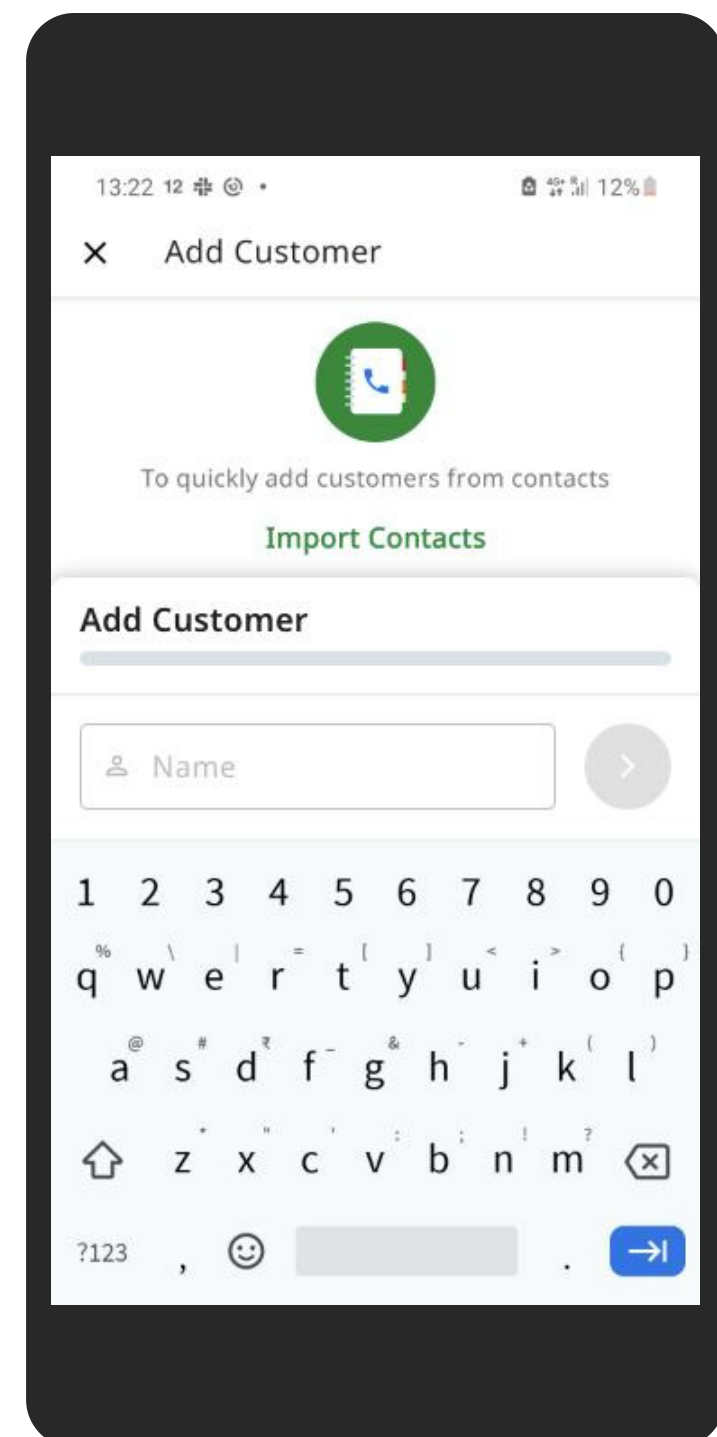 13:22 12 4G+ R 12%
Add Customer
To quickly add customers from contacts
Import Contacts
Add Customer
Name
1 2 3 4 5 6 7 8 9 0
% \ | = [ ] < > { }
q w e r t y u i o p
@ # ₹ _ & - + ( )
a s d f g h j k l
* " ' : ; ! ?
z x c v b n m
?123 , .